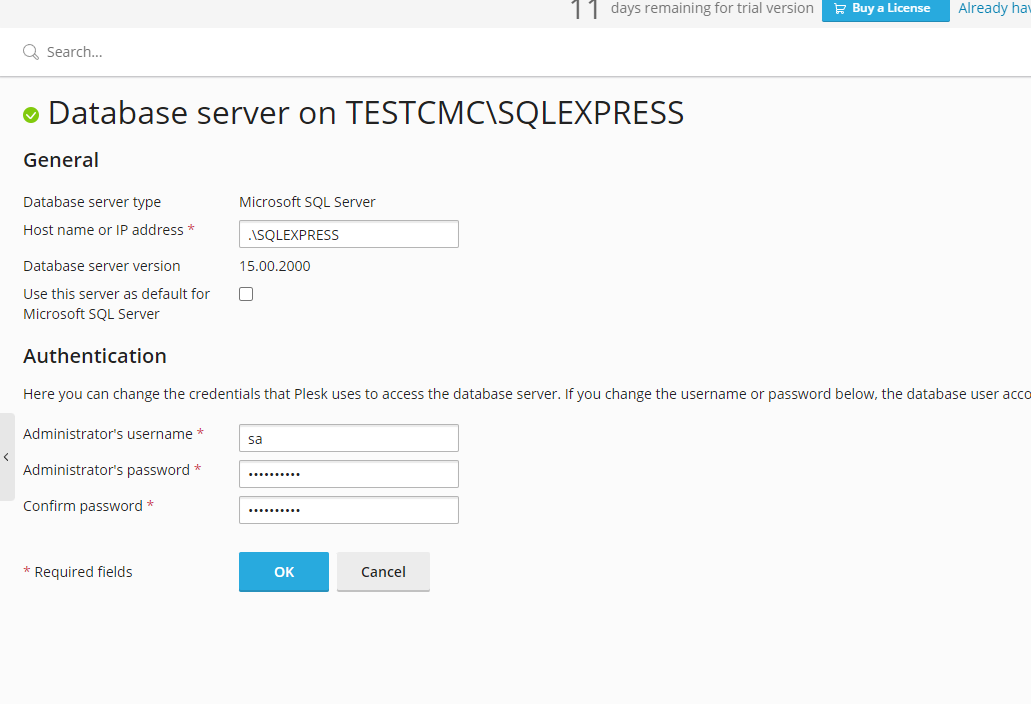 11 days remaining for trial version Buy a License Already
Search...
Database server on TESTCMC\SQLEXPRESS
General
Database server type Microsoft SQL Server
Host name or IP address * .\SQLEXPRESS
Database server version 15.00.2000
Use this server as default for
Microsoft SQL Server
Authentication
Here you can change the credentials that Plesk uses to access the database server. If you change the username or password below, the database user
Administrator's username * sa
Administrator's password * ••••••••••
Confirm password * ••••••••••
* Required fields OK Cancel